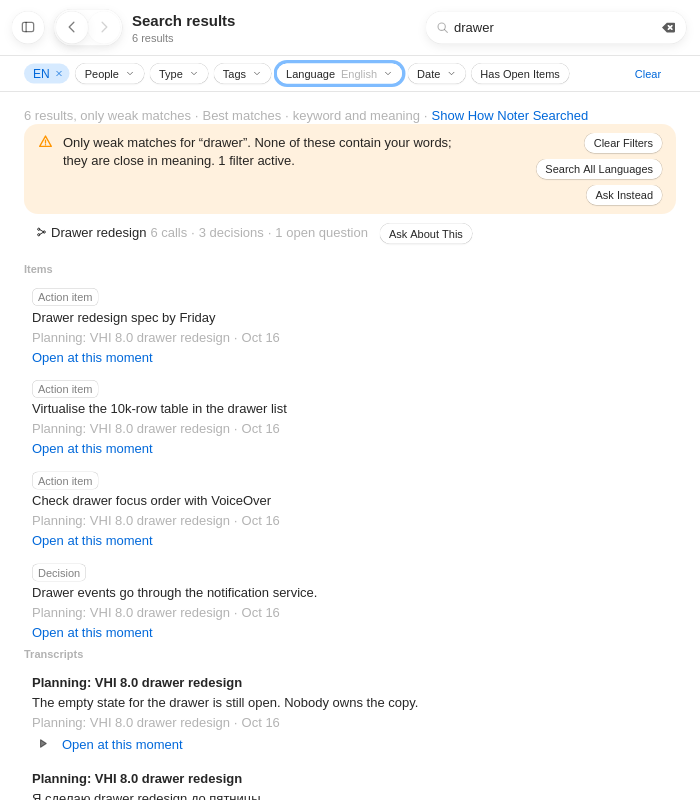 Search results
6 results
drawer
EN ×
People
Type
Tags
Language English
Date
Has Open Items
Clear
6 results, only weak matches · Best matches · keyword and meaning · Show How Noter Searched
Only weak matches for “drawer”. None of these contain your words;
they are close in meaning. 1 filter active.
Clear Filters
Search All Languages
Ask Instead
Drawer redesign 6 calls · 3 decisions · 1 open question
Ask About This
Items
Action item
Drawer redesign spec by Friday
Planning: VHI 8.0 drawer redesign · Oct 16
Open at this moment
Action item
Virtualise the 10k-row table in the drawer list
Planning: VHI 8.0 drawer redesign · Oct 16
Open at this moment
Action item
Check drawer focus order with VoiceOver
Planning: VHI 8.0 drawer redesign · Oct 16
Open at this moment
Decision
Drawer events go through the notification service.
Planning: VHI 8.0 drawer redesign · Oct 16
Open at this moment
Transcripts
Planning: VHI 8.0 drawer redesign
The empty state for the drawer is still open. Nobody owns the copy.
Planning: VHI 8.0 drawer redesign · Oct 16
Open at this moment
Planning: VHI 8.0 drawer redesign
Я сделаю drawer redesign до пятницы